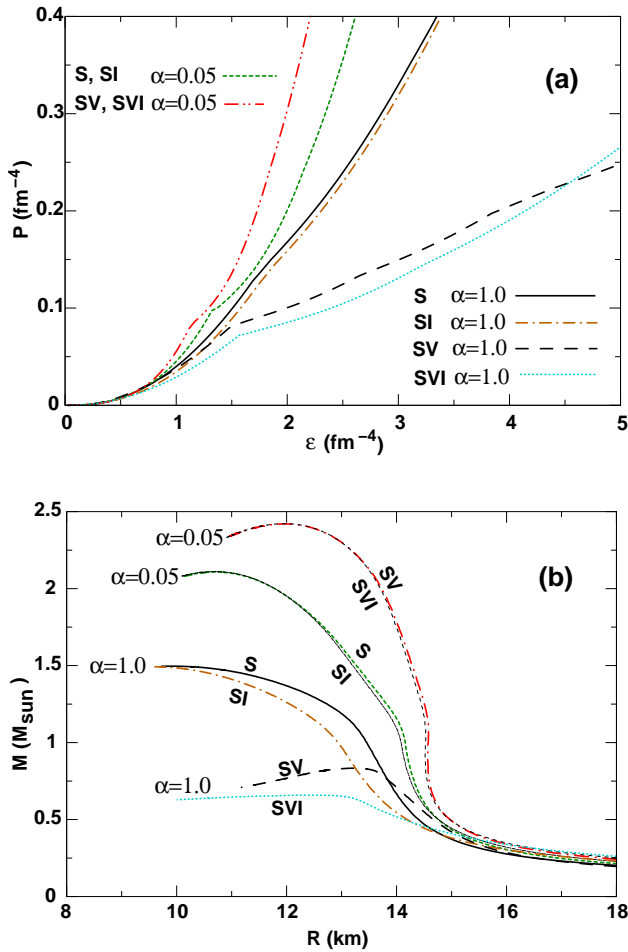 0.4
S, SI α=0.05
(a)
SV, SVI α=0.05
0.3
P (fm⁻⁴)
0.2
S α=1.0
0.1
SI α=1.0
SV α=1.0
SVI α=1.0
0
0 1 2 3 4 5
ε (fm⁻⁴)
2.5
α=0.05
(b)
SV
SVI
2
α=0.05
S
SI
1.5
α=1.0
S
SI
M (M sun)
1
α=1.0
SV
SVI
0.5
0
8 10 12 14 16 18
R (km)